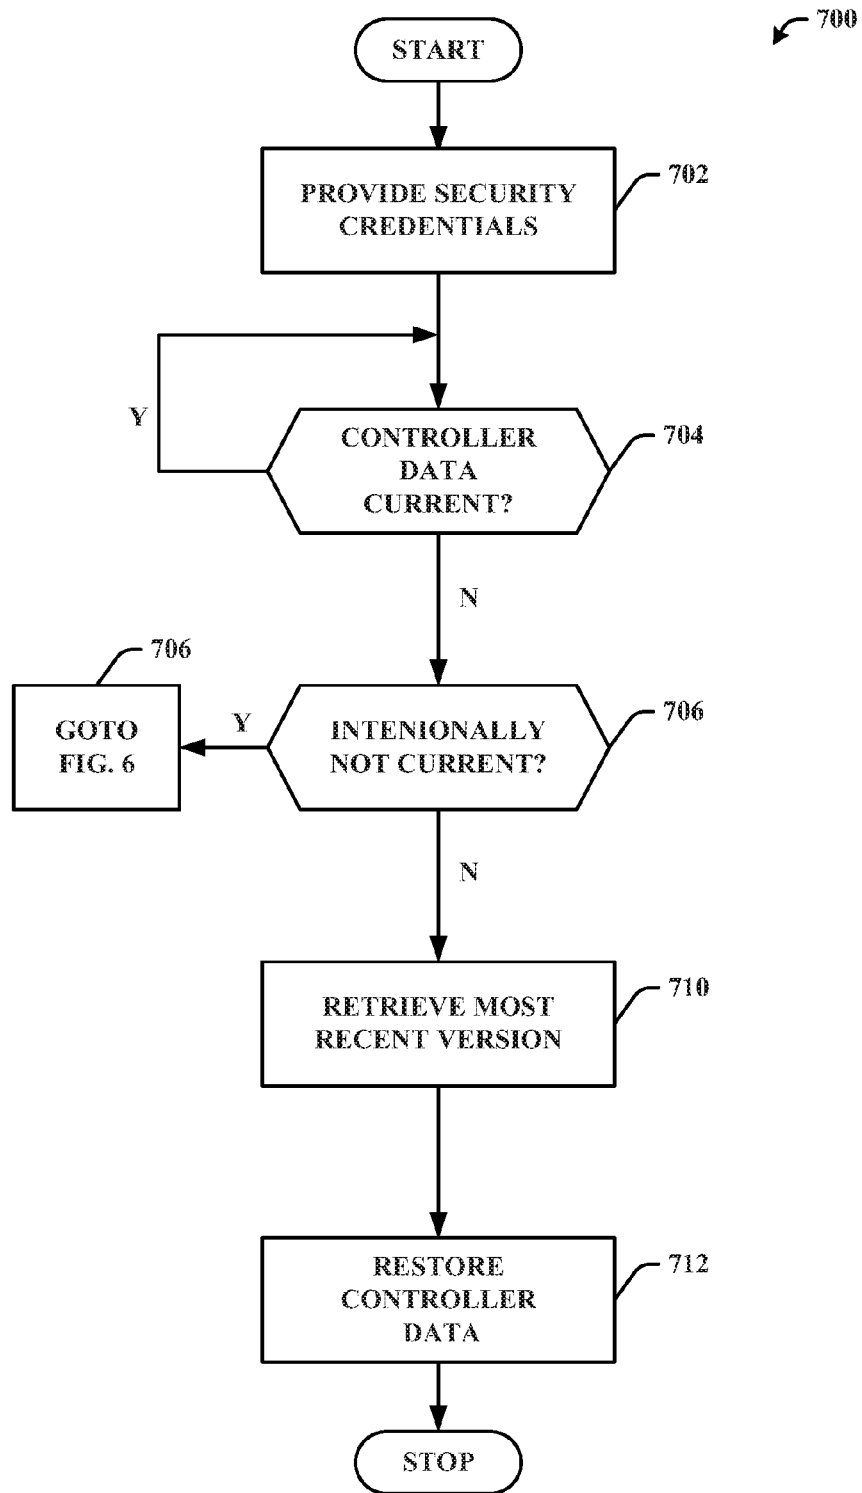 700
START
PROVIDE SECURITY
CREDENTIALS
702
Y
CONTROLLER
DATA
CURRENT?
704
N
706
GOTO
FIG. 6
Y
INTENIONALLY
NOT CURRENT?
706
N
RETRIEVE MOST
RECENT VERSION
710
RESTORE
CONTROLLER
DATA
712
STOP